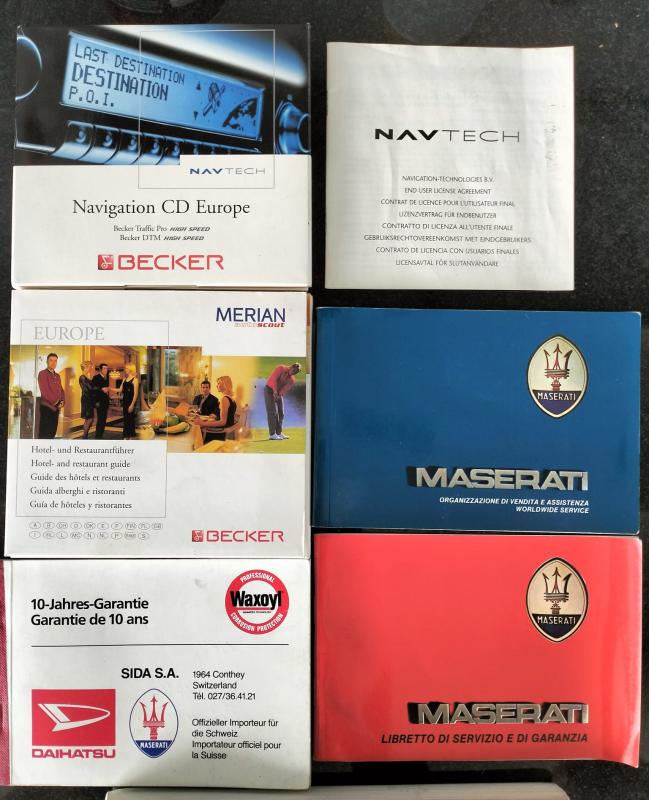 LAST DESTINATION
DESTINATION
P.O.I.
NAVTECH
Navigation CD Europe
Becker Traffic Pro HIGH SPEED
Becker DTM HIGH SPEED
BECKER
NAVTECH
NAVIGATION-TECHNOLOGIES B.V.
END USER LICENSE AGREEMENT
CONTRAT DE LICENCE POUR L'UTILISATEUR FINAL
LIZENZVERTRAG FÜR ENDBENUTZER
CONTRATTO DI LICENZA ALL'UTENTE FINALE
GEBRUIKSRECHTOVEREENKOMST MET EINDGEBRUIKERS
CONTRATO DE LICENCIA CON USUARIOS FINALES
LICENSAVTAL FÖR SLUTANVÄNDARE
EUROPE
MERIAN
scout
Hotel- und Restaurantführer
Hotel- and restaurant guide
Guide des hôtels et restaurants
Guida alberghi e ristoranti
Guía de hôteles y ristorantes
BECKER
MASERATI
MASERATI
ORGANIZZAZIONE DI VENDITA E ASSISTENZA
WORLDWIDE SERVICE
10-Jahres-Garantie
Garantie de 10 ans
PROFESSIONAL
Waxoyl
CORROSION PROTECTION
SIDA S.A.
1964 Conthey
Switzerland
Tél. 027/36.41.21
DAIHATSU
MASERATI
Offizieller Importeur für
die Schweiz
Importateur officiel pour
la Suisse
MASERATI
MASERATI
LIBRETTO DI SERVIZIO E DI GARANZIA